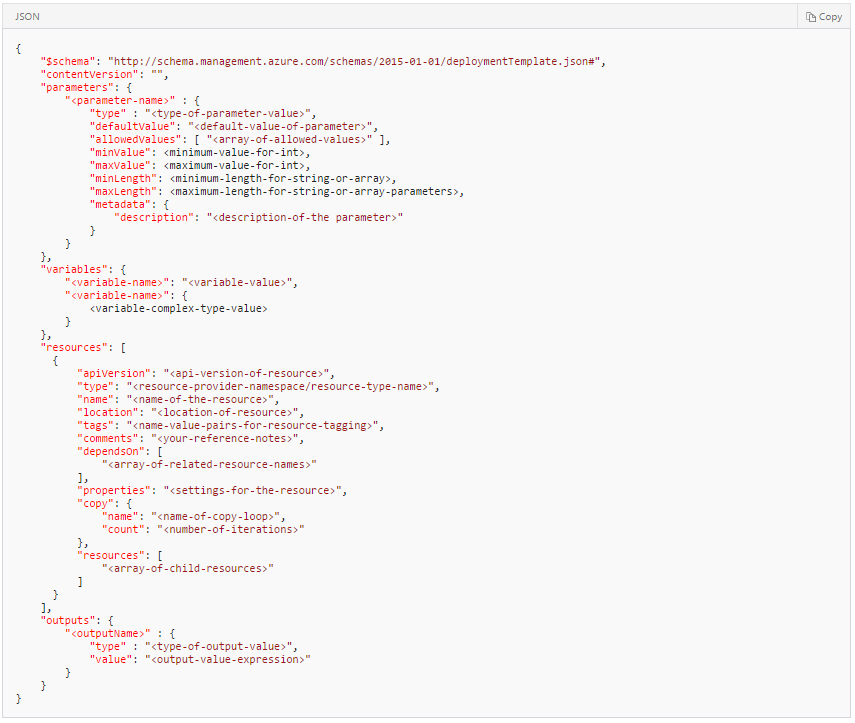 JSON
Copy
{
    "$schema": "http://schema.management.azure.com/schemas/2015-01-01/deploymentTemplate.json#",
    "contentVersion": "",
    "parameters": {
        "<parameter-name>" : {
            "type" : "<type-of-parameter-value>",
            "defaultValue": "<default-value-of-parameter>",
            "allowedValues": [ "<array-of-allowed-values>" ],
            "minValue": <minimum-value-for-int>,
            "maxValue": <maximum-value-for-int>,
            "minLength": <minimum-length-for-string-or-array>,
            "maxLength": <maximum-length-for-string-or-array-parameters>,
            "metadata": {
                "description": "<description-of-the parameter>"
            }
        }
    },
    "variables": {
        "<variable-name>": "<variable-value>",
        "<variable-name>": {
            <variable-complex-type-value>
        }
    },
    "resources": [
      {
          "apiVersion": "<api-version-of-resource>",
          "type": "<resource-provider-namespace/resource-type-name>",
          "name": "<name-of-the-resource>",
          "location": "<location-of-resource>",
          "tags": "<name-value-pairs-for-resource-tagging>",
          "comments": "<your-reference-notes>",
          "dependsOn": [
              "<array-of-related-resource-names>"
          ],
          "properties": "<settings-for-the-resource>",
          "copy": {
              "name": "<name-of-copy-loop>",
              "count": "<number-of-iterations>"
          },
          "resources": [
              "<array-of-child-resources>"
          ]
      }
    ],
    "outputs": {
        "<outputName>" : {
            "type" : "<type-of-output-value>",
            "value": "<output-value-expression>"
        }
    }
}